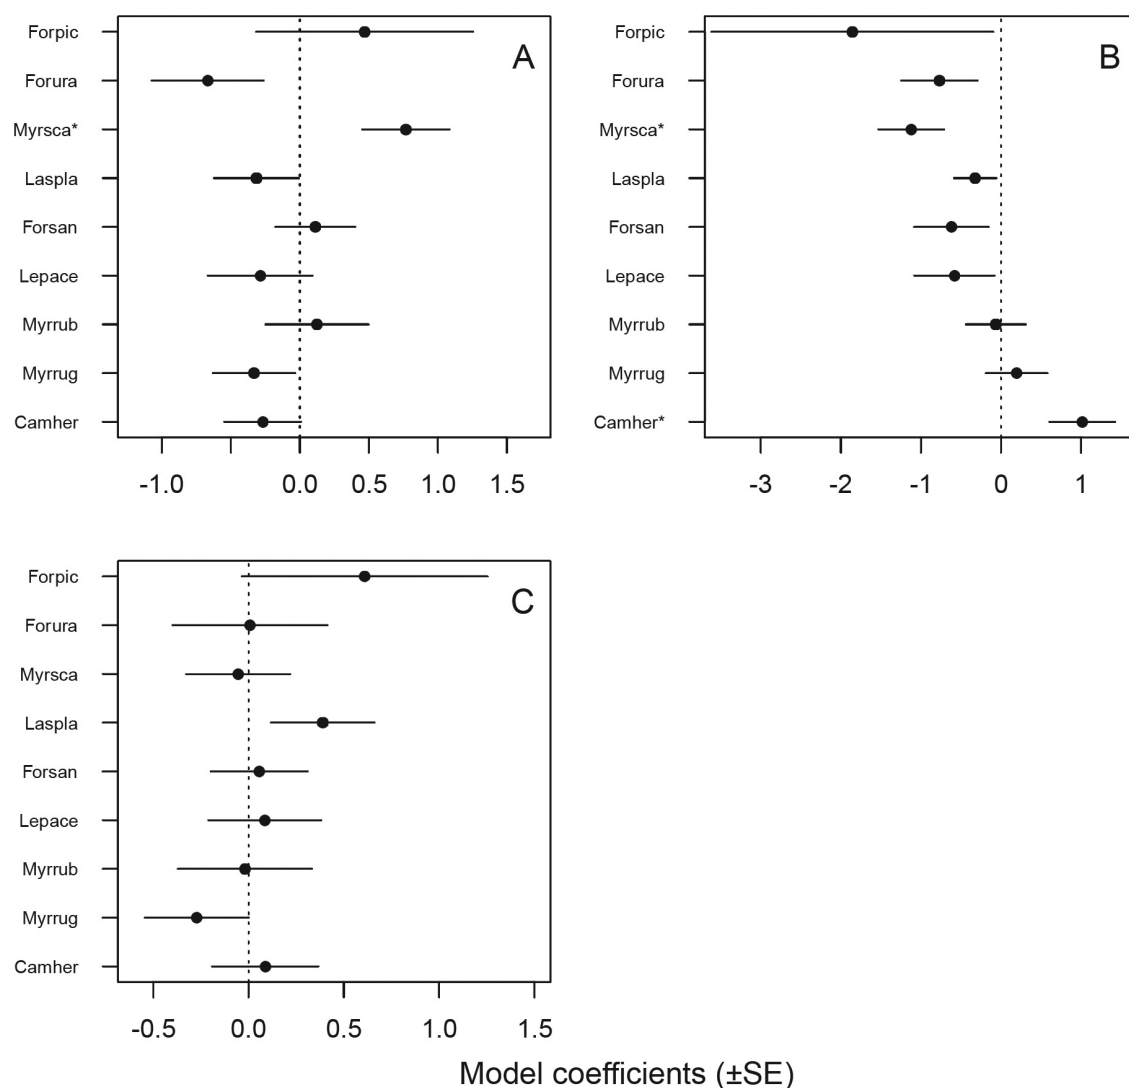 A
Forpic
Forura
Myrsca*
Laspla
Forsan
Lepace
Myrrub
Myrrug
Camher
-1.0 0.0 0.5 1.0 1.5
B
Forpic
Forura
Myrsca*
Laspla
Forsan
Lepace
Myrrub
Myrrug
Camher*
-3 -2 -1 0 1
C
Forpic
Forura
Myrsca
Laspla
Forsan
Lepace
Myrrub
Myrrug
Camher
-0.5 0.0 0.5 1.0 1.5
Model coefficients (±SE)